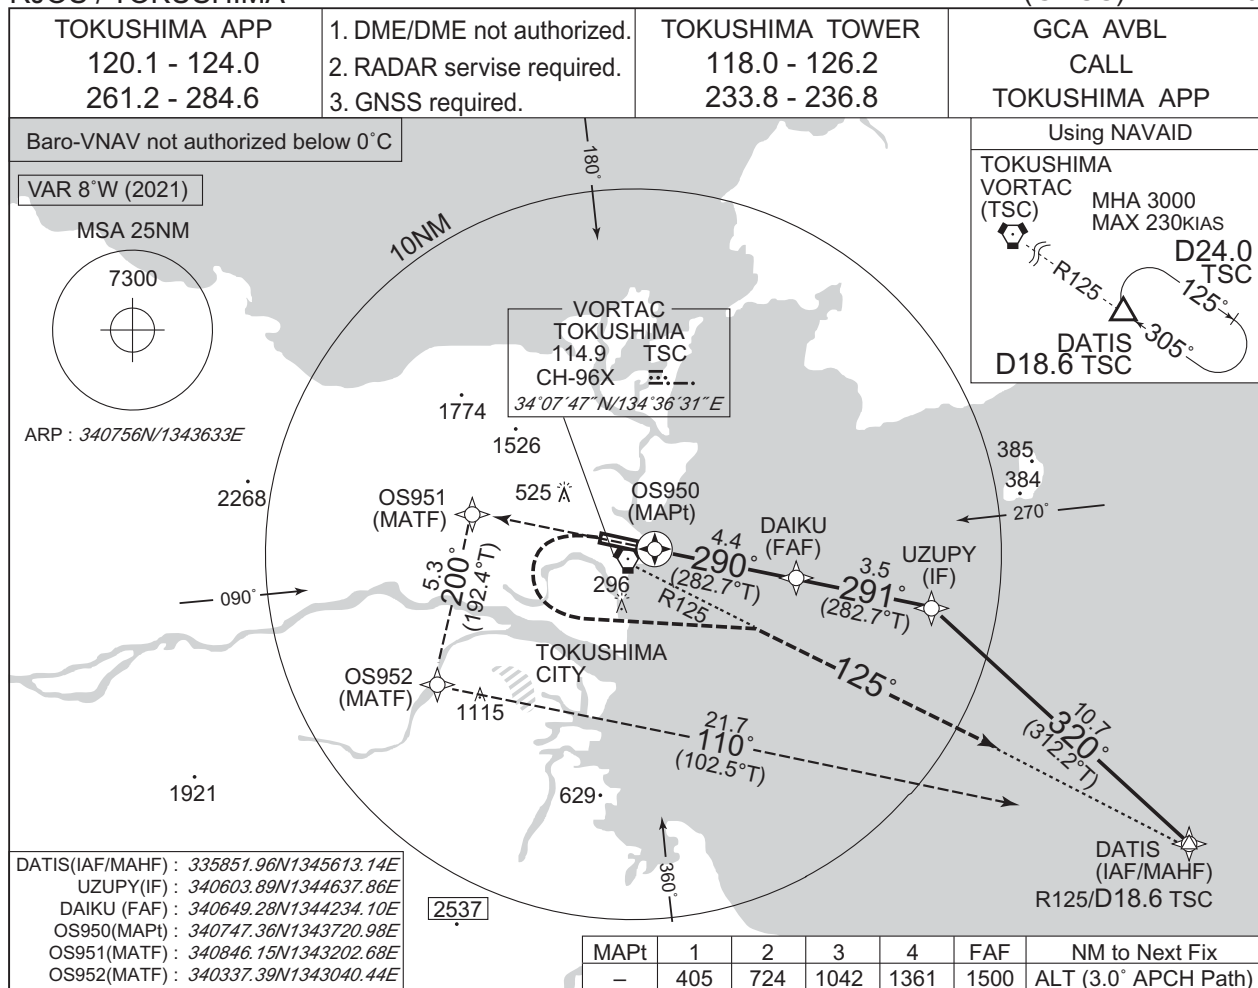 TOKUSHIMA APP
120.1 - 124.0
261.2 - 284.6
1. DME/DME not authorized.
2. RADAR servise required.
3. GNSS required.
TOKUSHIMA TOWER
118.0 - 126.2
233.8 - 236.8
GCA AVBL
CALL
TOKUSHIMA APP
Baro-VNAV not authorized below 0°C
VAR 8°W (2021)
MSA 25NM
7300
ARP : 340756N/1343633E
180°
10NM
Using NAVAID
TOKUSHIMA
VORTAC
(TSC)
MHA 3000
MAX 230KIAS
D24.0
TSC
R125
125°
305°
DATIS
D18.6 TSC
VORTAC
TOKUSHIMA
114.9 TSC
CH-96X
34°07´47˝N/134°36´31˝E
1774
1526
2268
525
385
384
270°
OS951
(MATF)
OS950
(MAPt)
DAIKU
(FAF)
UZUPY
(IF)
4.4
290°
(282.7°T)
3.5
291°
(282.7°T)
5.3
200°
(192.4°T)
090°
296
R125
TOKUSHIMA
CITY
125°
OS952
(MATF)
1115
21.7
110°
(102.5°T)
10.7
320°
(312.2°T)
1921
629
360°
DATIS
(IAF/MAHF)
R125/D18.6 TSC
2537
DATIS(IAF/MAHF) : 335851.96N1345613.14E
UZUPY(IF) : 340603.89N1344637.86E
DAIKU (FAF) : 340649.28N1344234.10E
OS950(MAPt) : 340747.36N1343720.98E
OS951(MATF) : 340846.15N1343202.68E
OS952(MATF) : 340337.39N1343040.44E
MAPt 1 2 3 4 FAF NM to Next Fix
– 405 724 1042 1361 1500 ALT (3.0° APCH Path)